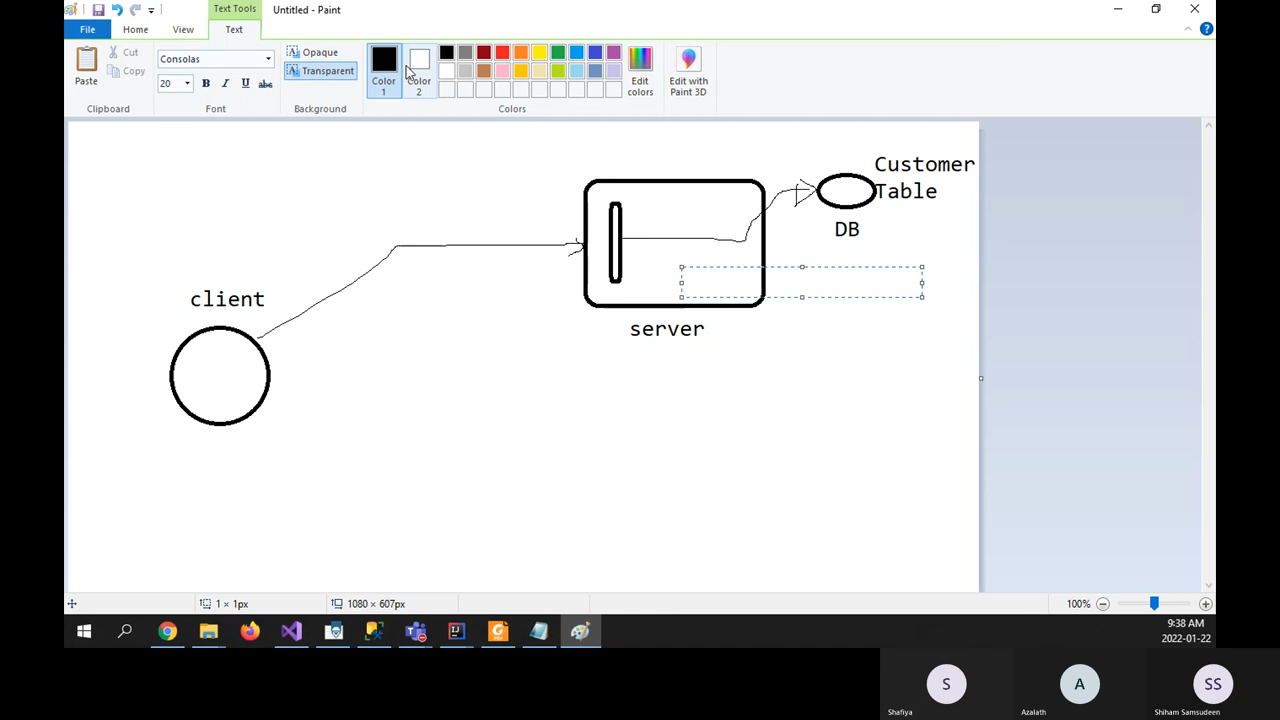 Text Tools
Untitled - Paint
File
Home
View
Text
Paste
Cut
Copy
Clipboard
Consolas
20
B
I
U
abc
Font
Opaque
Transparent
Background
Color
1
Color
2
Edit
colors
Colors
Edit with
Paint 3D
Customer
Table
DB
client
server
1 × 1px
1080 × 607px
100%
9:38 AM
2022-01-22
S
Shafiya
A
Azalath
SS
Shiham Samsudeen